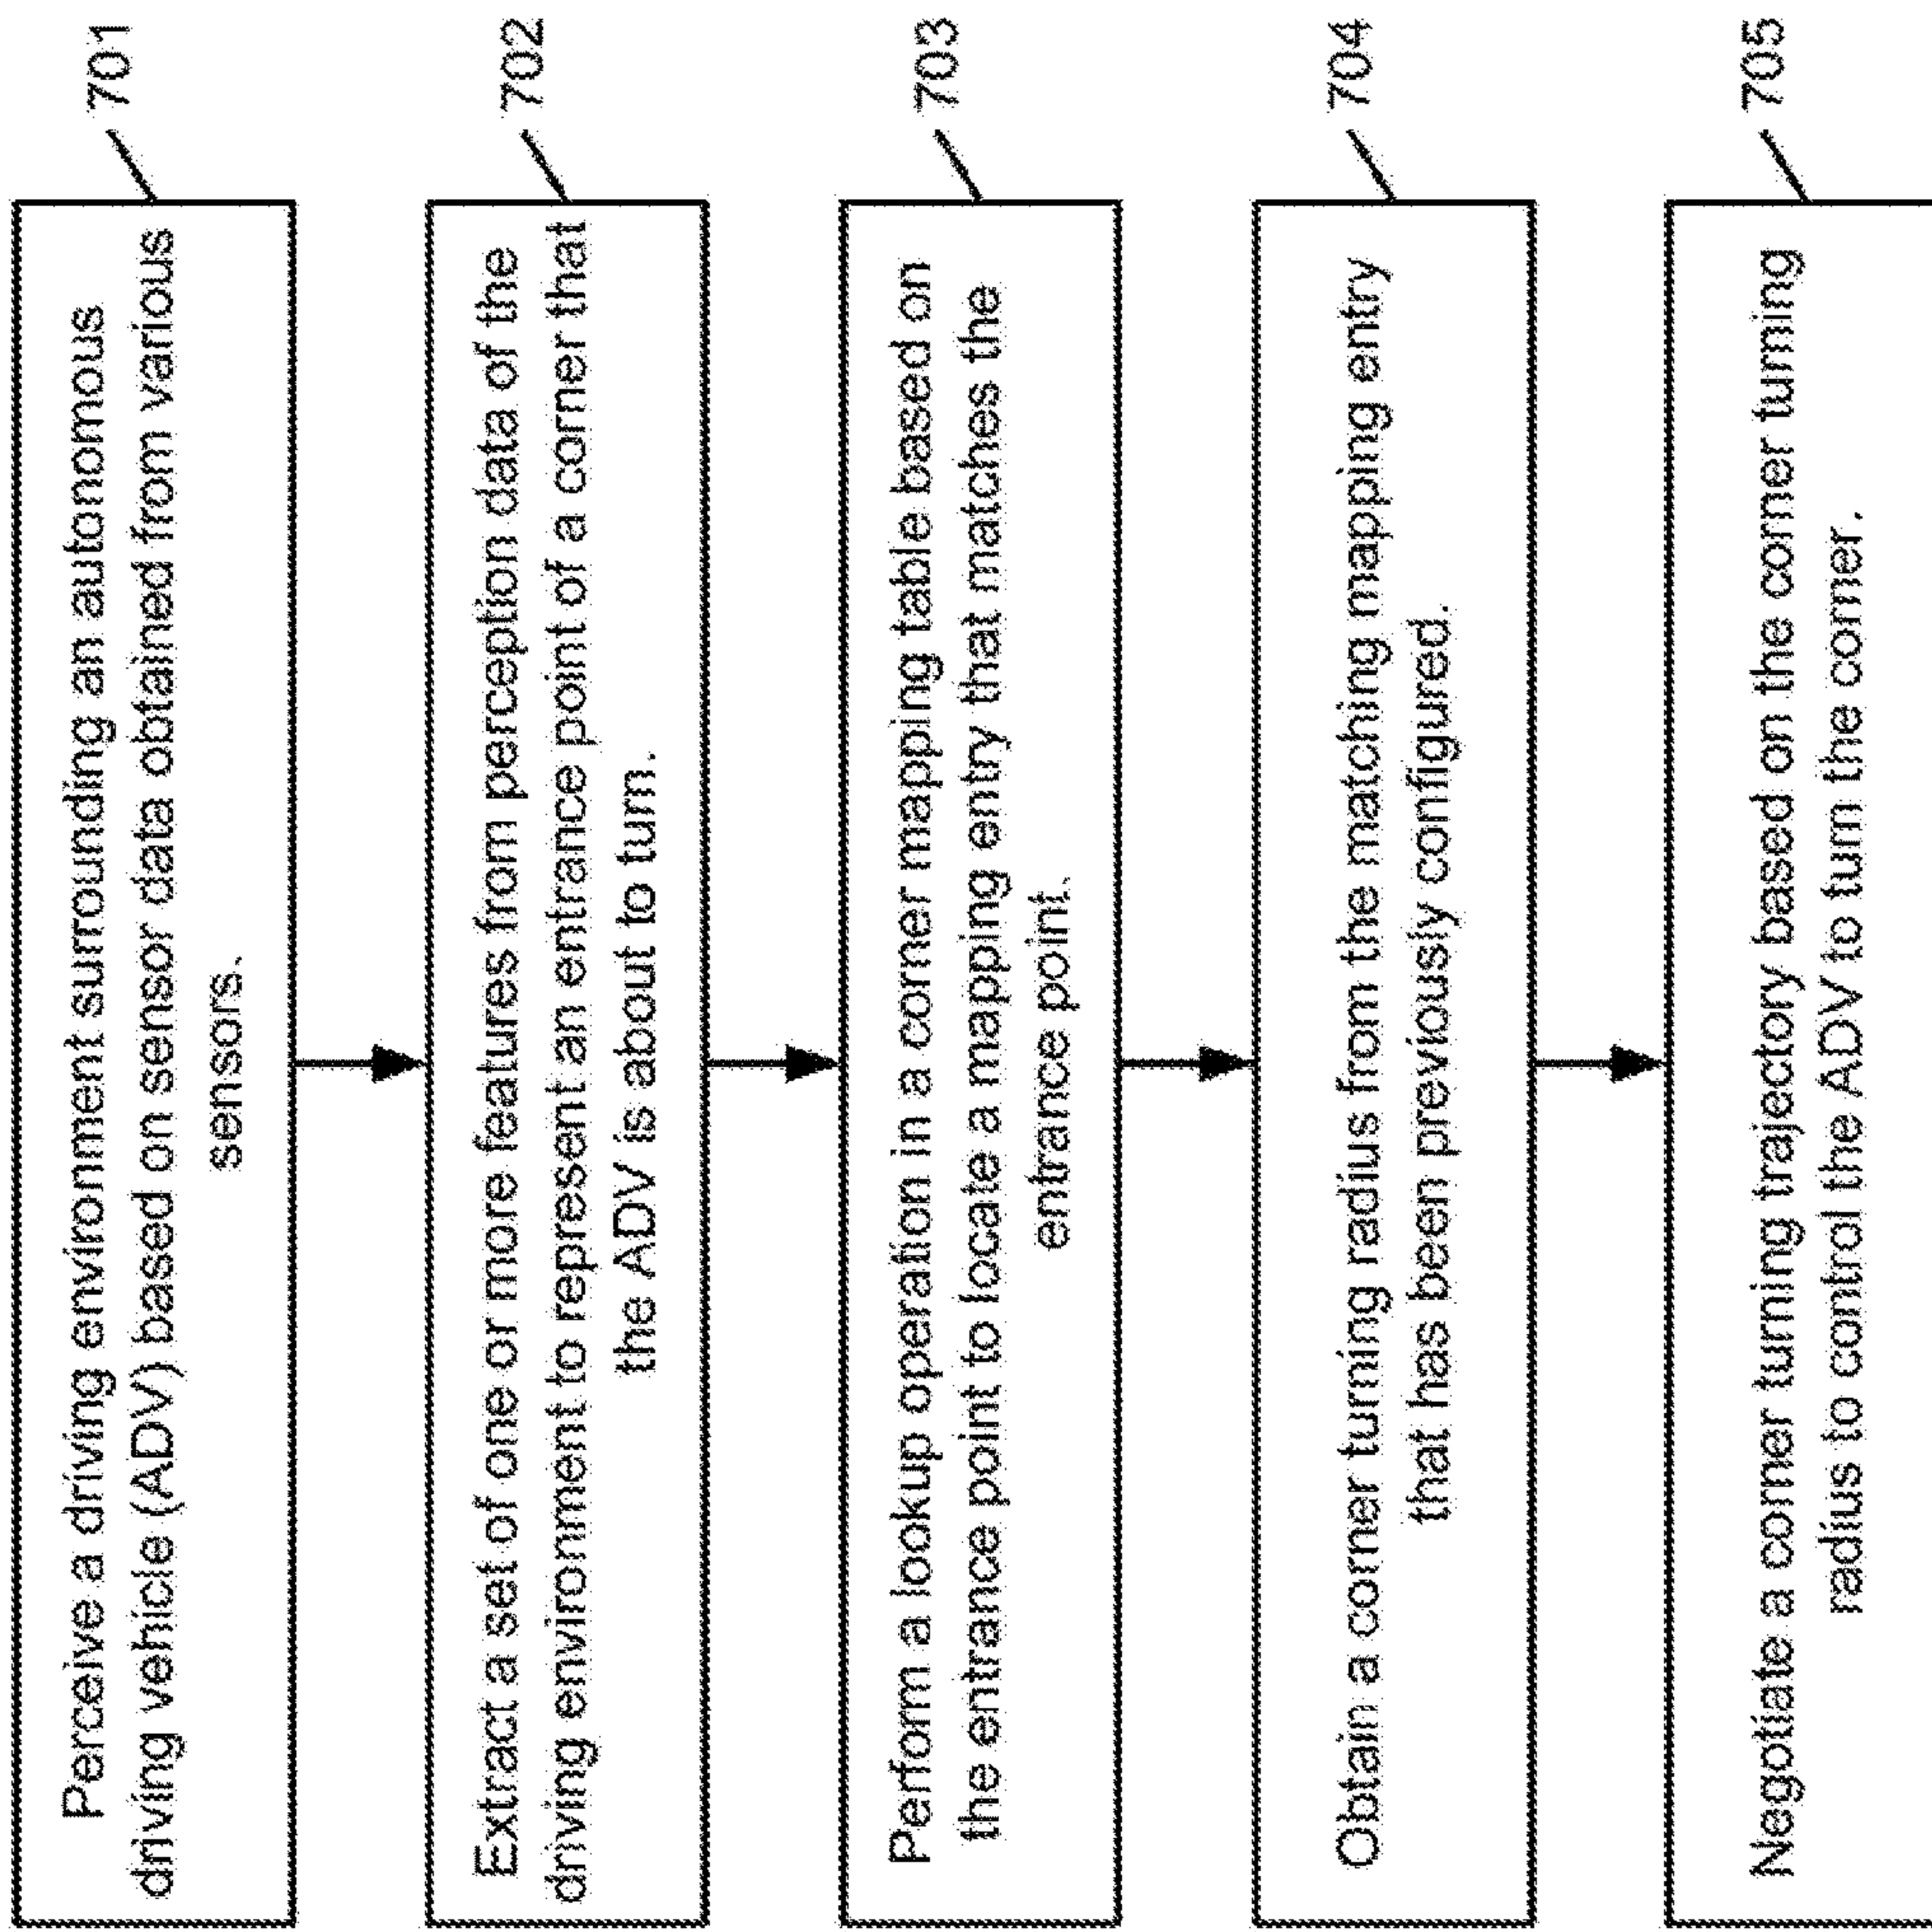 701
Perceive a driving environment surrounding an autonomous
driving vehicle (ADV) based on sensor data obtained from various
sensors.
702
Extract a set of one or more features from perception data of the
driving environment to represent an entrance point of a corner that
the ADV is about to turn.
703
Perform a lookup operation in a corner mapping table based on
the entrance point to locate a mapping entry that matches the
entrance point.
704
Obtain a corner turning radius from the matching mapping entry
that has been previously configured.
705
Negotiate a corner turning trajectory based on the corner turning
radius to control the ADV to turn the corner.